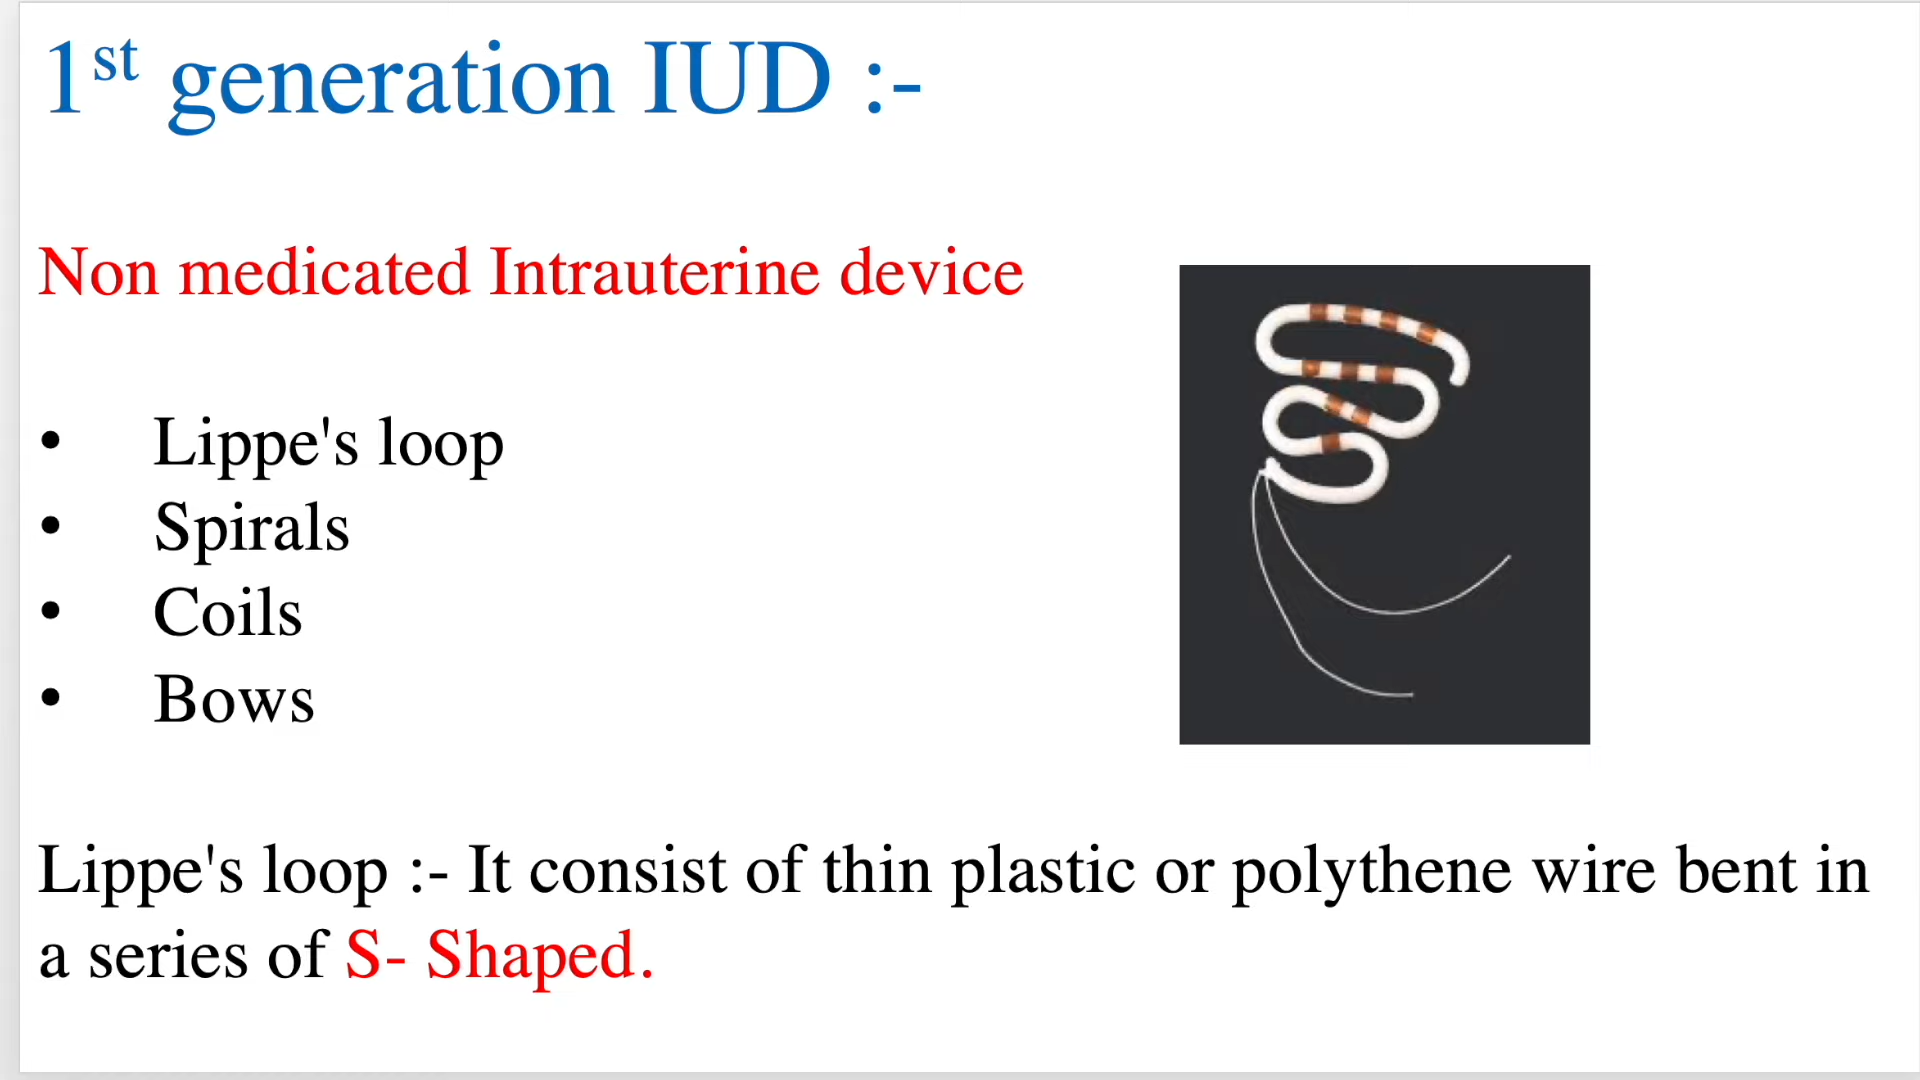 1st generation IUD :-
Non medicated Intrauterine device
• Lippe's loop
• Spirals
• Coils
• Bows
Lippe's loop :- It consist of thin plastic or polythene wire bent in
a series of S- Shaped.